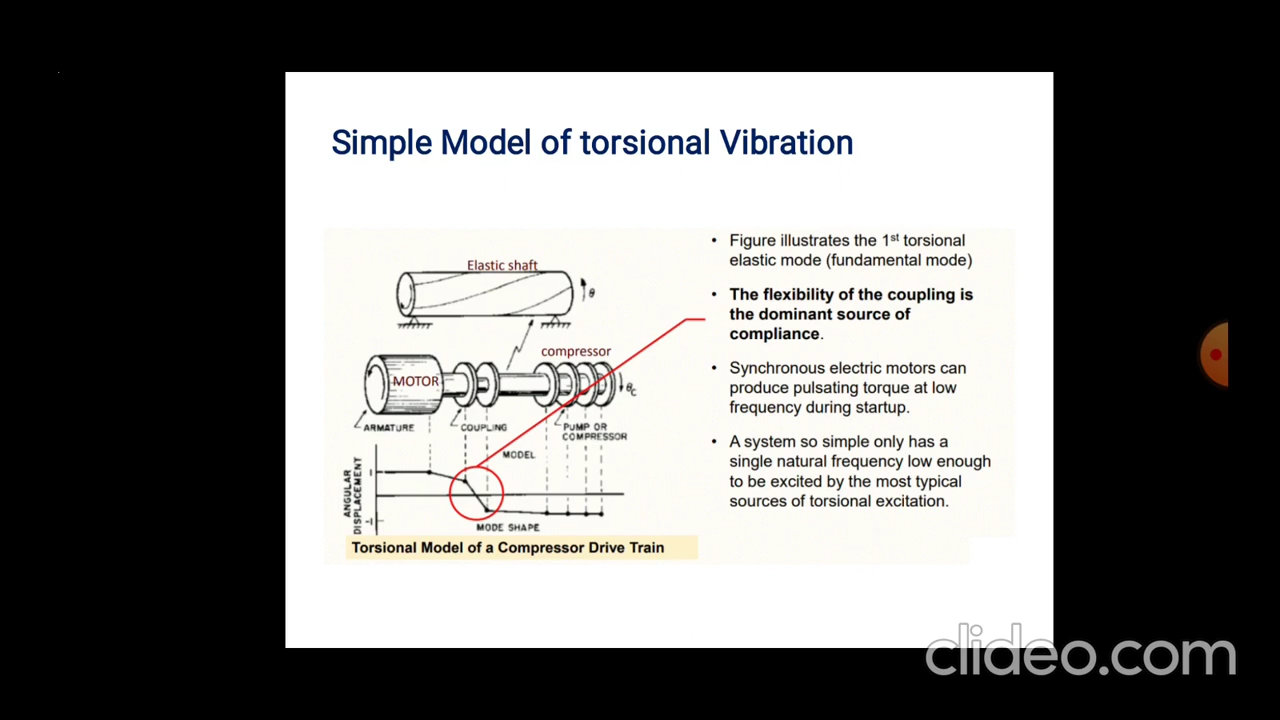 Simple Model of torsional Vibration
Elastic shaft
θ
compressor
MOTOR
θc
ARMATURE
COUPLING
PUMP OR
COMPRESSOR
MODEL
ANGULAR
DISPLACEMENT
1
-1
MODE SHAPE
Torsional Model of a Compressor Drive Train
• Figure illustrates the 1st torsional
elastic mode (fundamental mode)
• The flexibility of the coupling is
the dominant source of
compliance.
• Synchronous electric motors can
produce pulsating torque at low
frequency during startup.
• A system so simple only has a
single natural frequency low enough
to be excited by the most typical
sources of torsional excitation.
clideo.com